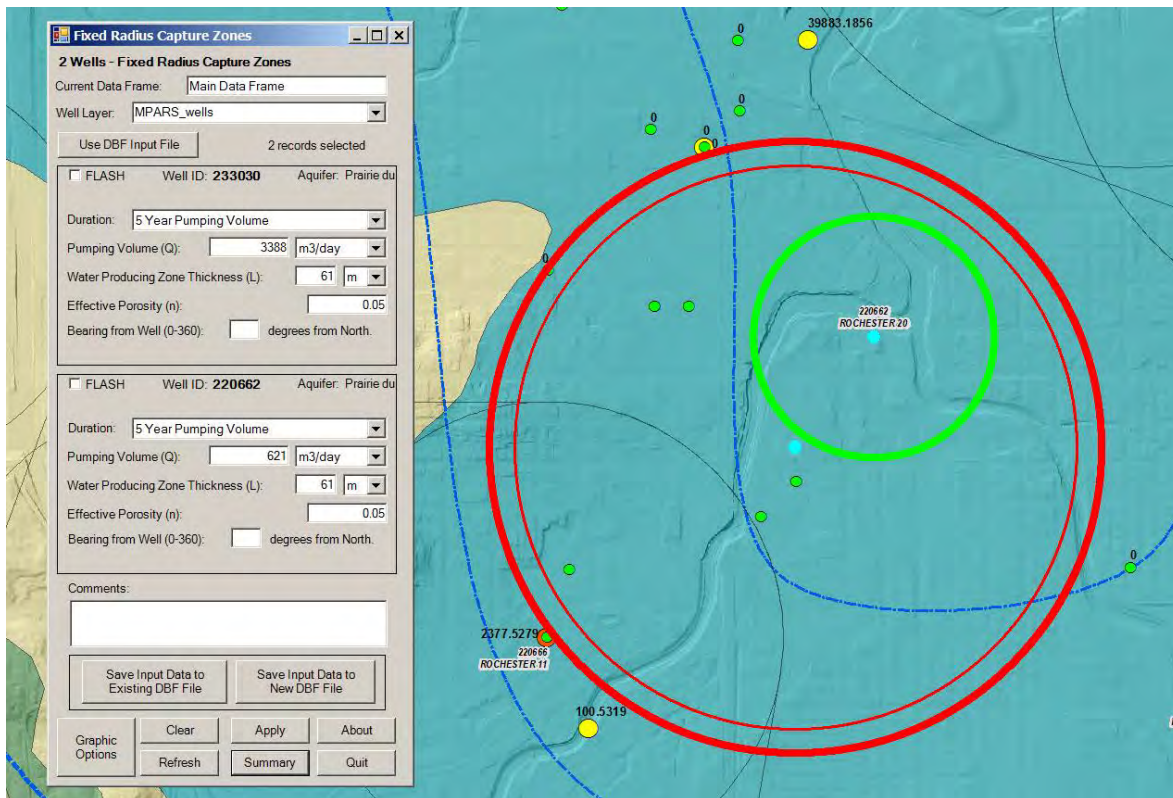 Fixed Radius Capture Zones
2 Wells - Fixed Radius Capture Zones
Current Data Frame: Main Data Frame
Well Layer: MPARS_wells
Use DBF Input File 2 records selected
FLASH Well ID: 233030 Aquifer: Prairie du
Duration: 5 Year Pumping Volume
Pumping Volume (Q): 3388 m3/day
Water Producing Zone Thickness (L): 61 m
Effective Porosity (n): 0.05
Bearing from Well (0-360): degrees from North.
FLASH Well ID: 220662 Aquifer: Prairie du
Duration: 5 Year Pumping Volume
Pumping Volume (Q): 621 m3/day
Water Producing Zone Thickness (L): 61 m
Effective Porosity (n): 0.05
Bearing from Well (0-360): degrees from North.
Comments:
Save Input Data to
Existing DBF File
Save Input Data to
New DBF File
Graphic
Options
Clear Apply About
Refresh Summary Quit
39883.1856
0
0
0
0
0
0
220662
ROCHESTER 20
0
2377.5279
220666
ROCHESTER 11
100.5319